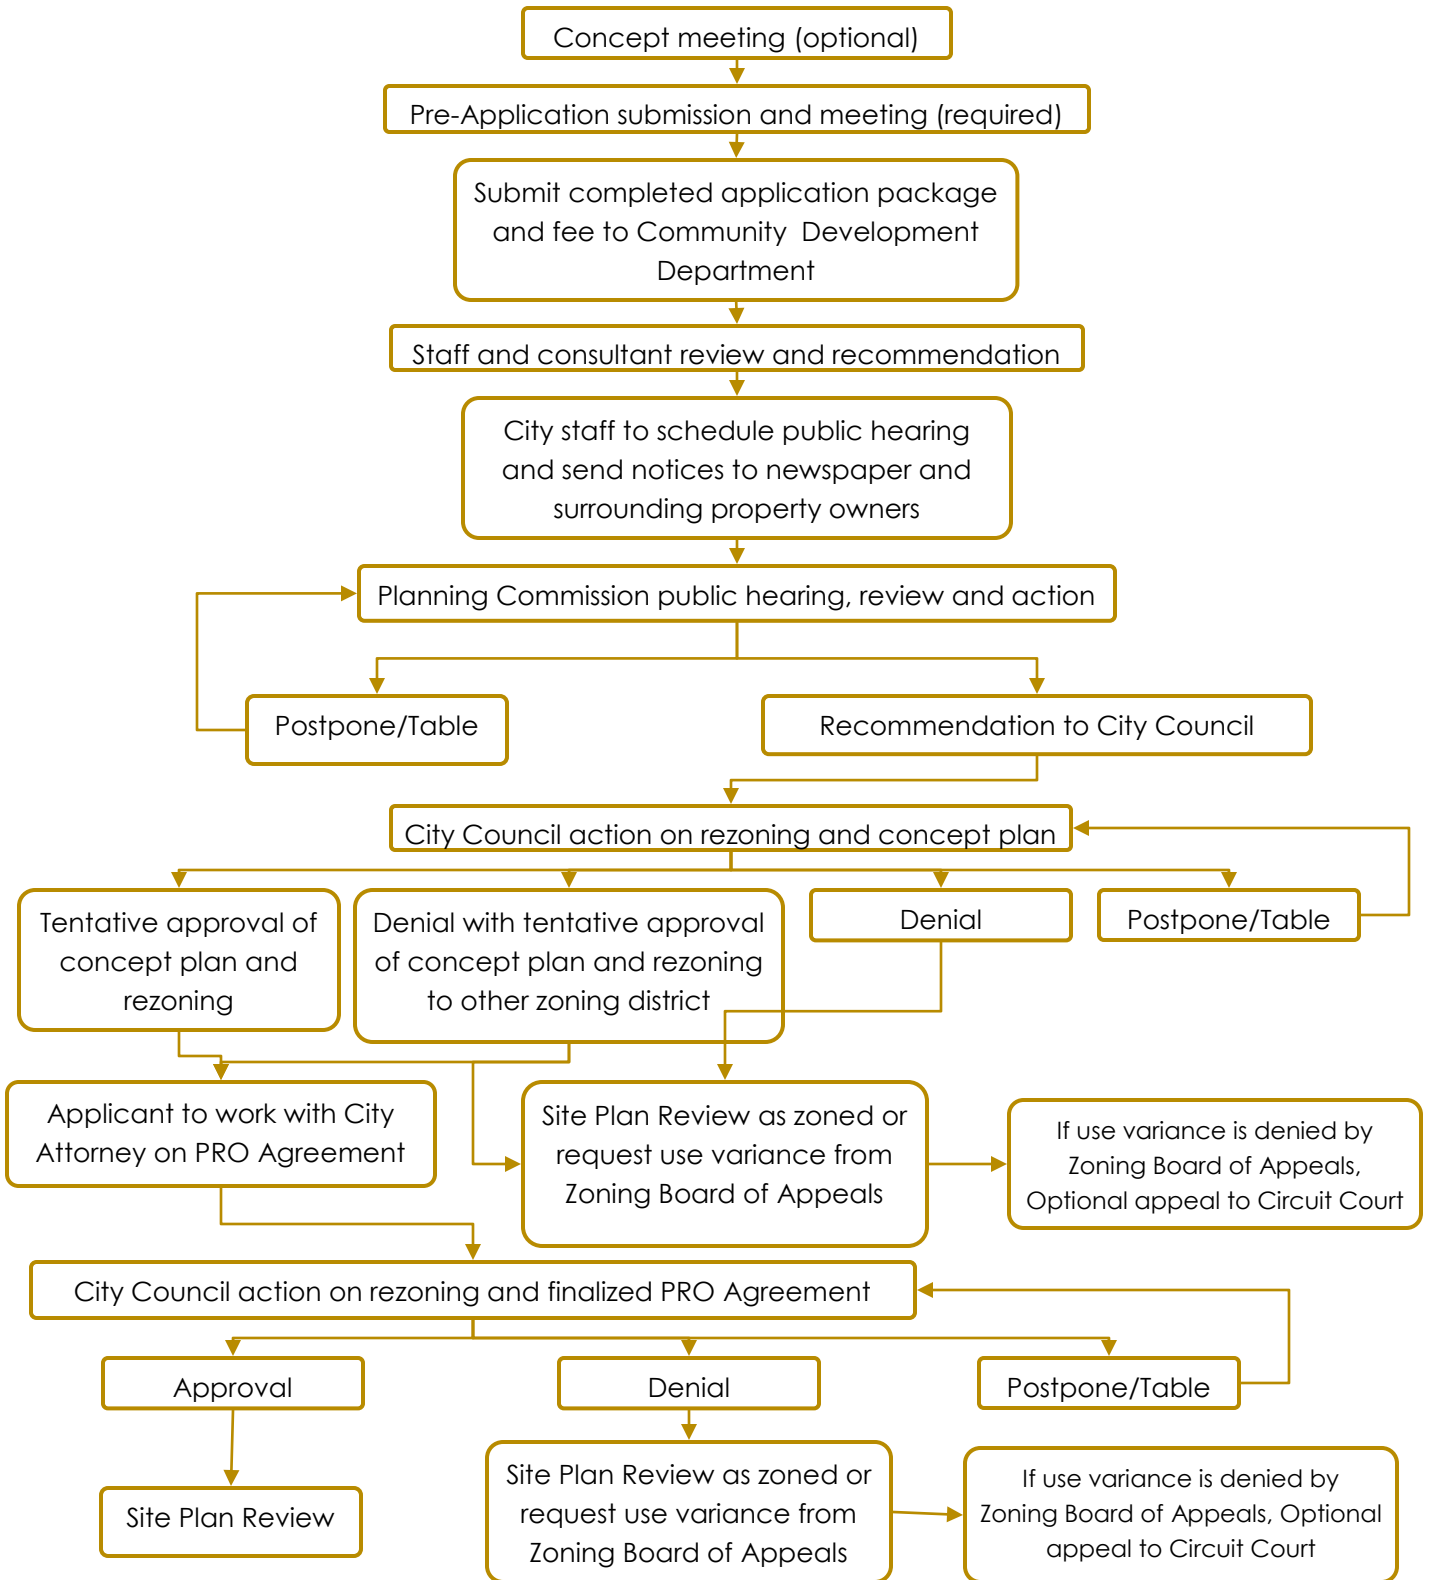 Concept meeting (optional)
Pre-Application submission and meeting (required)
Submit completed application package
and fee to Community Development
Department
Staff and consultant review and recommendation
City staff to schedule public hearing
and send notices to newspaper and
surrounding property owners
Planning Commission public hearing, review and action
Postpone/Table
Recommendation to City Council
City Council action on rezoning and concept plan
Tentative approval of
concept plan and
rezoning
Denial with tentative approval
of concept plan and rezoning
to other zoning district
Denial
Postpone/Table
Applicant to work with City
Attorney on PRO Agreement
Site Plan Review as zoned or
request use variance from
Zoning Board of Appeals
If use variance is denied by
Zoning Board of Appeals,
Optional appeal to Circuit Court
City Council action on rezoning and finalized PRO Agreement
Approval
Denial
Postpone/Table
Site Plan Review
Site Plan Review as zoned or
request use variance from
Zoning Board of Appeals
If use variance is denied by
Zoning Board of Appeals, Optional
appeal to Circuit Court